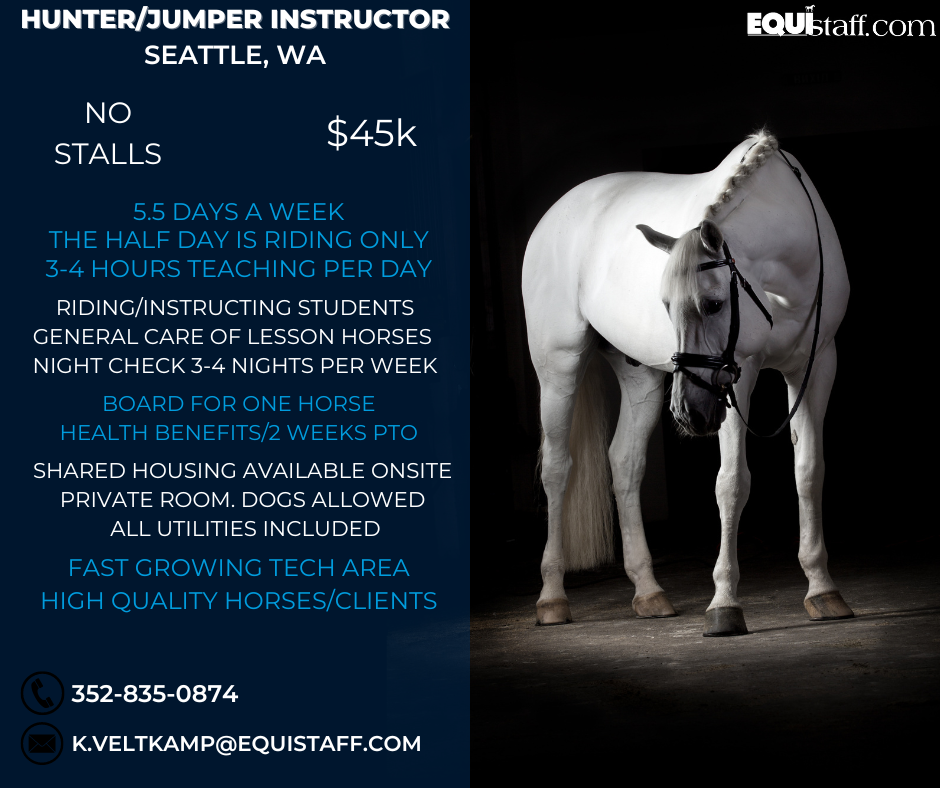 HUNTER/JUMPER INSTRUCTOR
SEATTLE, WA
EQUIstaff.com
NO
STALLS
$45k
5.5 DAYS A WEEK
THE HALF DAY IS RIDING ONLY
3-4 HOURS TEACHING PER DAY
RIDING/INSTRUCTING STUDENTS
GENERAL CARE OF LESSON HORSES
NIGHT CHECK 3-4 NIGHTS PER WEEK
BOARD FOR ONE HORSE
HEALTH BENEFITS/2 WEEKS PTO
SHARED HOUSING AVAILABLE ONSITE
PRIVATE ROOM. DOGS ALLOWED
ALL UTILITIES INCLUDED
FAST GROWING TECH AREA
HIGH QUALITY HORSES/CLIENTS
352-835-0874
K.VELTKAMP@EQUISTAFF.COM